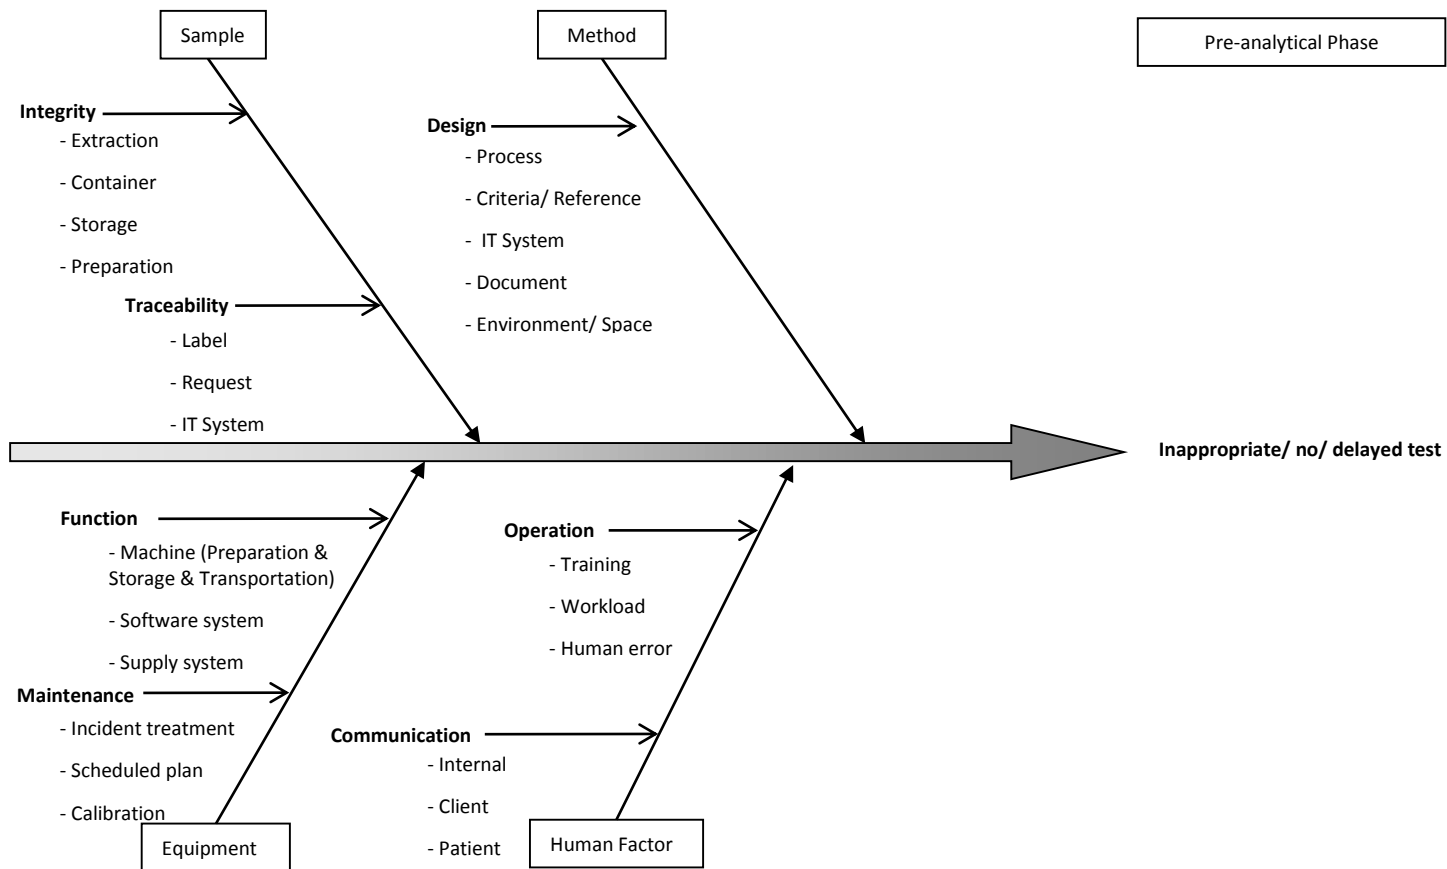 Sample
Method
Pre-analytical Phase
Integrity
- Extraction
- Container
- Storage
- Preparation
Traceability
- Label
- Request
- IT System
Design
- Process
- Criteria/ Reference
- IT System
- Document
- Environment/ Space
Inappropriate/ no/ delayed test
Function
- Machine (Preparation &
Storage & Transportation)
- Software system
- Supply system
Maintenance
- Incident treatment
- Scheduled plan
- Calibration
Equipment
Operation
- Training
- Workload
- Human error
Communication
- Internal
- Client
- Patient
Human Factor